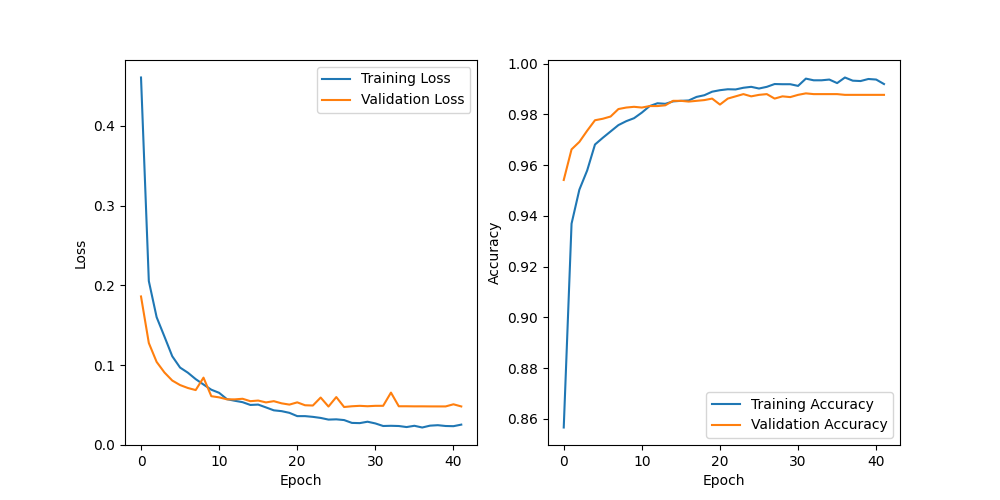 Training Loss
Validation Loss
0.4
0.3
0.2
0.1
0.0
Loss
0
10
20
30
40
Epoch
1.00
0.98
0.96
0.94
0.92
0.90
0.88
0.86
Accuracy
Training Accuracy
Validation Accuracy
0
10
20
30
40
Epoch